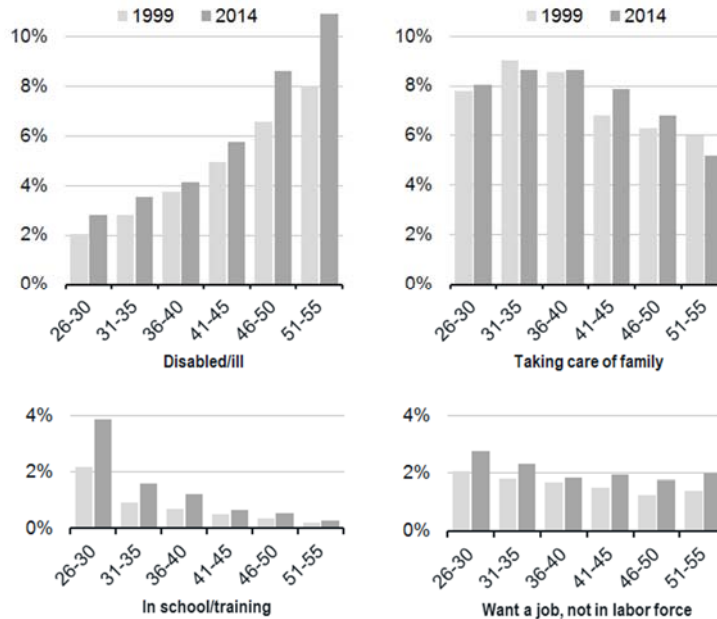 1999 2014
10%
8%
6%
4%
2%
0%
26-30 31-35 36-40 41-45 46-50 51-55
Disabled/ill
1999 2014
10%
8%
6%
4%
2%
0%
26-30 31-35 36-40 41-45 46-50 51-55
Taking care of family
4%
2%
0%
26-30 31-35 36-40 41-45 46-50 51-55
In school/training
4%
2%
0%
26-30 31-35 36-40 41-45 46-50 51-55
Want a job, not in labor force